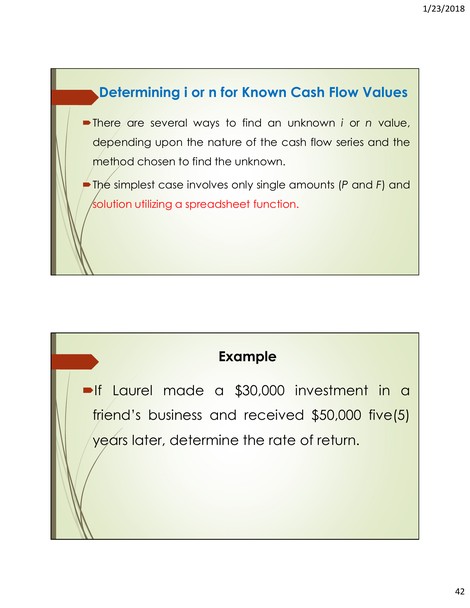 1/23/2018
Determining i or n for Known Cash Flow Values
There are several ways to find an unknown i or n value,
depending upon the nature of the cash flow series and the
method chosen to find the unknown.
The simplest case involves only single amounts (P and F) and
solution utilizing a spreadsheet function.
Example
If Laurel made a $30,000 investment in a
friend's business and received $50,000 five(5)
years later, determine the rate of return.
42